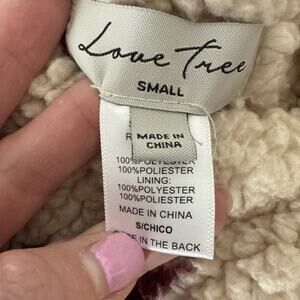 Love Tree
SMALL
MADE IN
CHINA
100%POLYESTER
100%POLIESTER
LINING:
100%POLYESTER
100%POLIESTER
MADE IN CHINA
S/CHICO
IN THE BACK